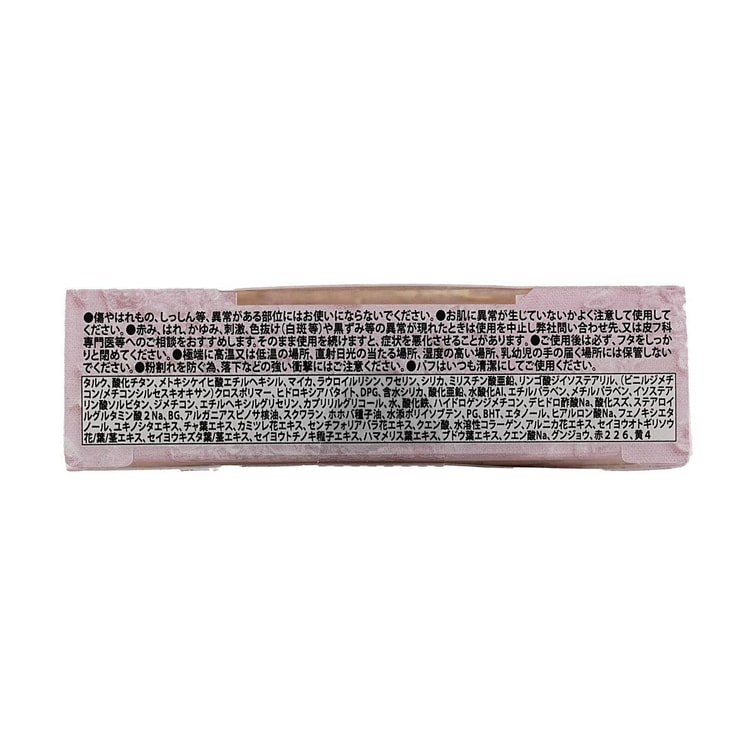 ●傷やはれもの、しっしん等、異常がある部位にはお使いにならないでください。●お肌に異常が生じていないかよく注意して使用して
ください。●赤み、はれ、かゆみ、刺激、色抜け(白斑等)や黒ずみ等の異常が現れたときは使用を中止し弊社問い合わせ先、又は皮フ科
専門医等へのご相談をおすすめします。そのまま使用を続けますと、症状を悪化させることがあります。●ご使用後は必ず、フタをしっか
りと閉めてください。●極端に高温又は低温の場所、直射日光の当たる場所、湿度の高い場所、乳幼児の手の届く場所には保管しない
でください。●粉割れを防ぐ為、落下などの強い衝撃にはご注意ください。●パフはいつも清潔にしてご使用ください。
タルク、酸化チタン、メトキシケイヒ酸エチルヘキシル、マイカ、ラウロイルリシン、ワセリン、シリカ、ミリスチン酸亜鉛、リンゴ酸ジイソステアリル、(ビニルジメチ
コン/メチコンシルセスキオキサン)クロスポリマー、ヒドロキシアパタイト、DPG、含水シリカ、酸化亜鉛、水酸化Al、エチルパラベン、メチルパラベン、イソステア
リン酸ソルビタン、ジメチコン、エチルヘキシルグリセリン、カプリリルグリコール、水、酸化鉄、ハイドロゲンジメチコン、デヒドロ酢酸Na、酸化スズ、ステアロイ
ルグルタミン酸2Na、BG、アルガニアスピノサ核油、スクワラン、ホホバ種子油、水添ポリイソブテン、PG、BHT、エタノール、ヒアルロン酸Na、フェノキシエタ
ノール、ユキノシタエキス、チャ葉エキス、カミツレ花エキス、センチフォリアバラ花エキス、クエン酸、水溶性コラーゲン、アルニカ花エキス、セイヨウオトギリソウ
花/葉/茎エキス、セイヨウキズタ葉/茎エキス、セイヨウトチノキ種子エキス、ハマメリス葉エキス、ブドウ葉エキス、クエン酸Na、グンジョウ、赤226、黄4